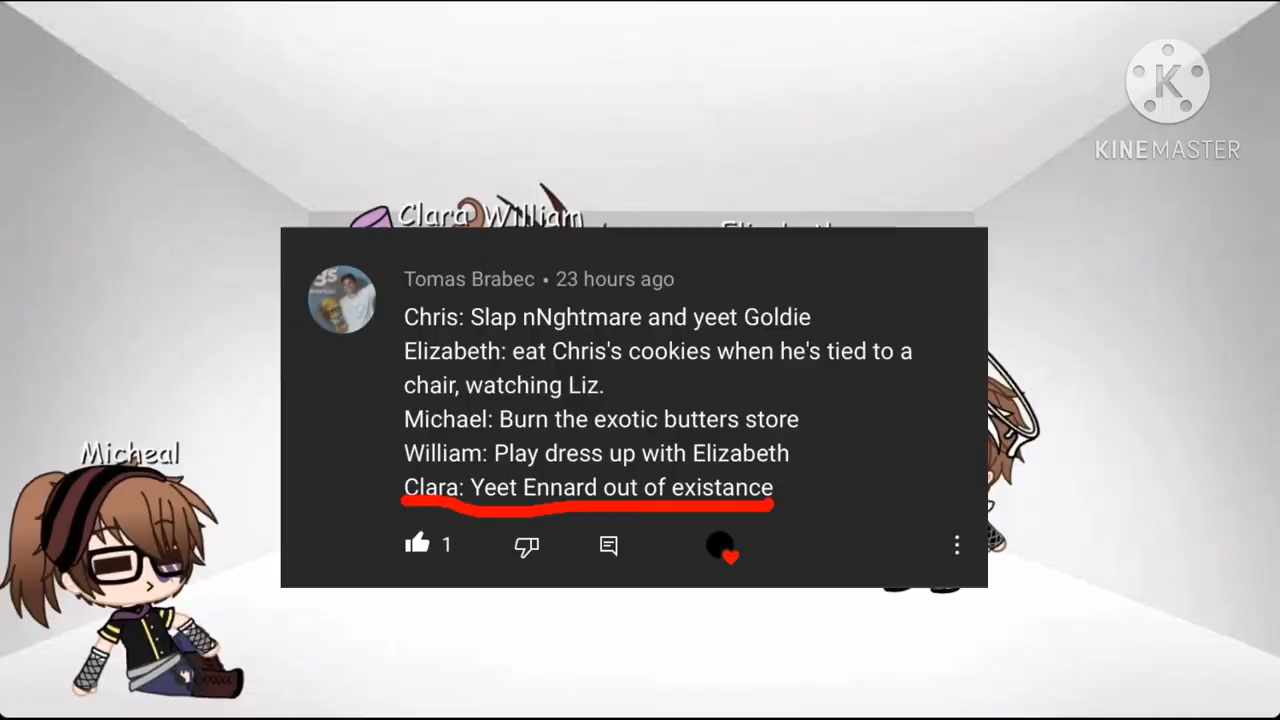 K
KINEMASTER
Clara William
Elizabeth
Tomas Brabec • 23 hours ago
Chris: Slap nNghtmare and yeet Goldie
Elizabeth: eat Chris's cookies when he's tied to a
chair, watching Liz.
Michael: Burn the exotic butters store
William: Play dress up with Elizabeth
Clara: Yeet Ennard out of existance
1
Micheal